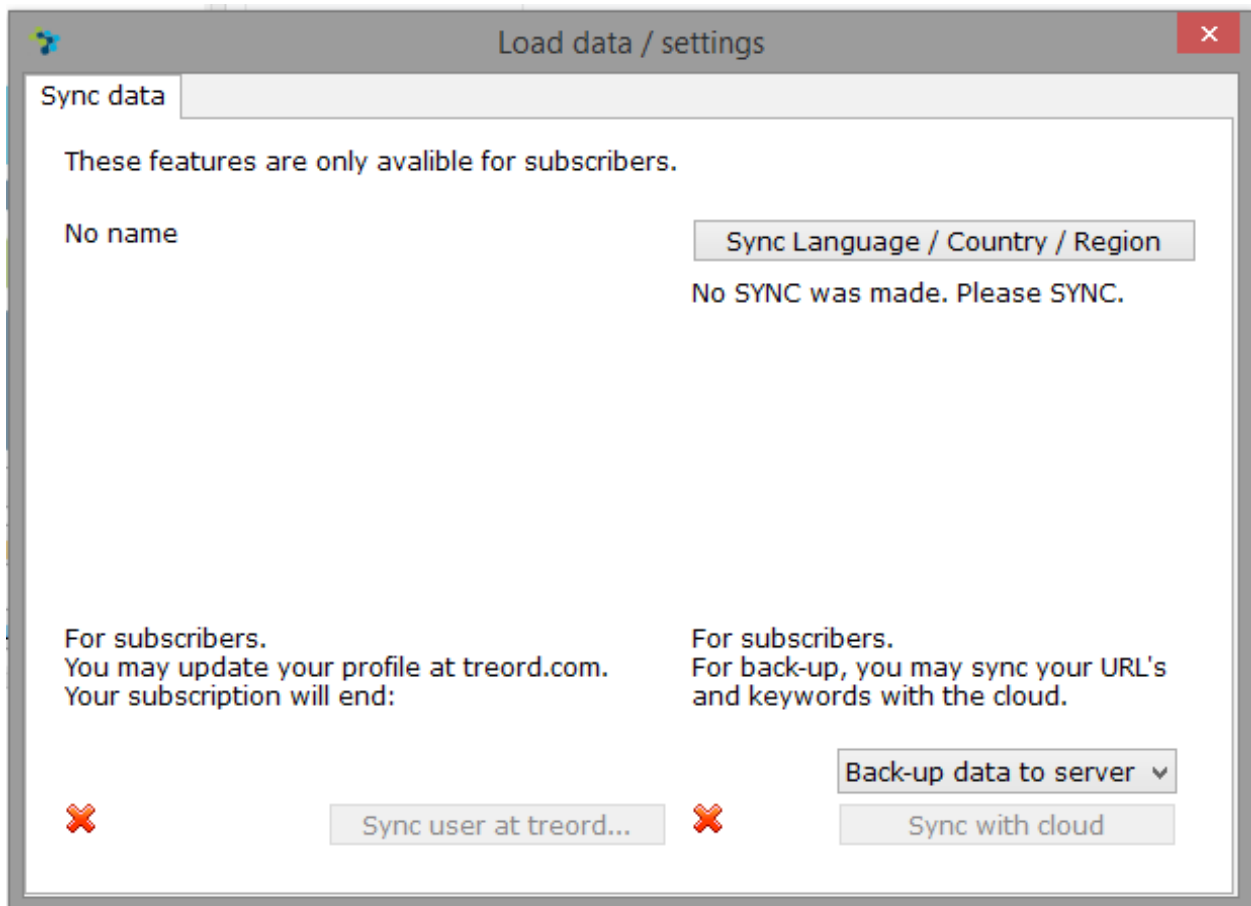 Load data / settings
Sync data
These features are only avalible for subscribers.
No name
Sync Language / Country / Region
No SYNC was made. Please SYNC.
For subscribers.
You may update your profile at treord.com.
Your subscription will end:
For subscribers.
For back-up, you may sync your URL's
and keywords with the cloud.
Back-up data to server
Sync user at treord...
Sync with cloud